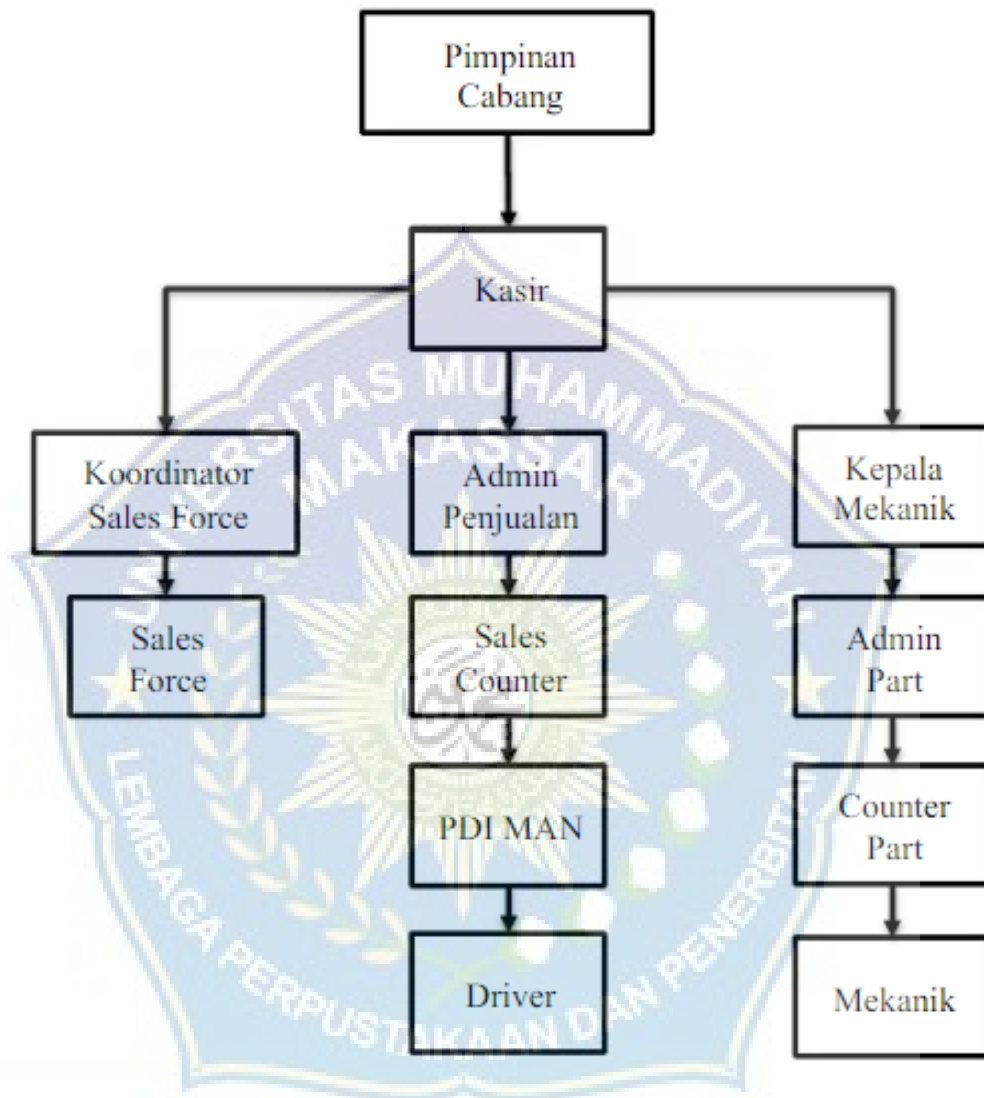 Pimpinan
Cabang
Kasir
Koordinator
Sales Force
Admin
Penjualan
Kepala
Mekanik
Sales
Force
Sales
Counter
Admin
Part
PDI MAN
Counter
Part
Driver
Mekanik
UNIVERSITAS MUHAMMADIYAH
MAKASSAR
LEMBAGA PERPUSTAKAAN DAN PENERBITAN